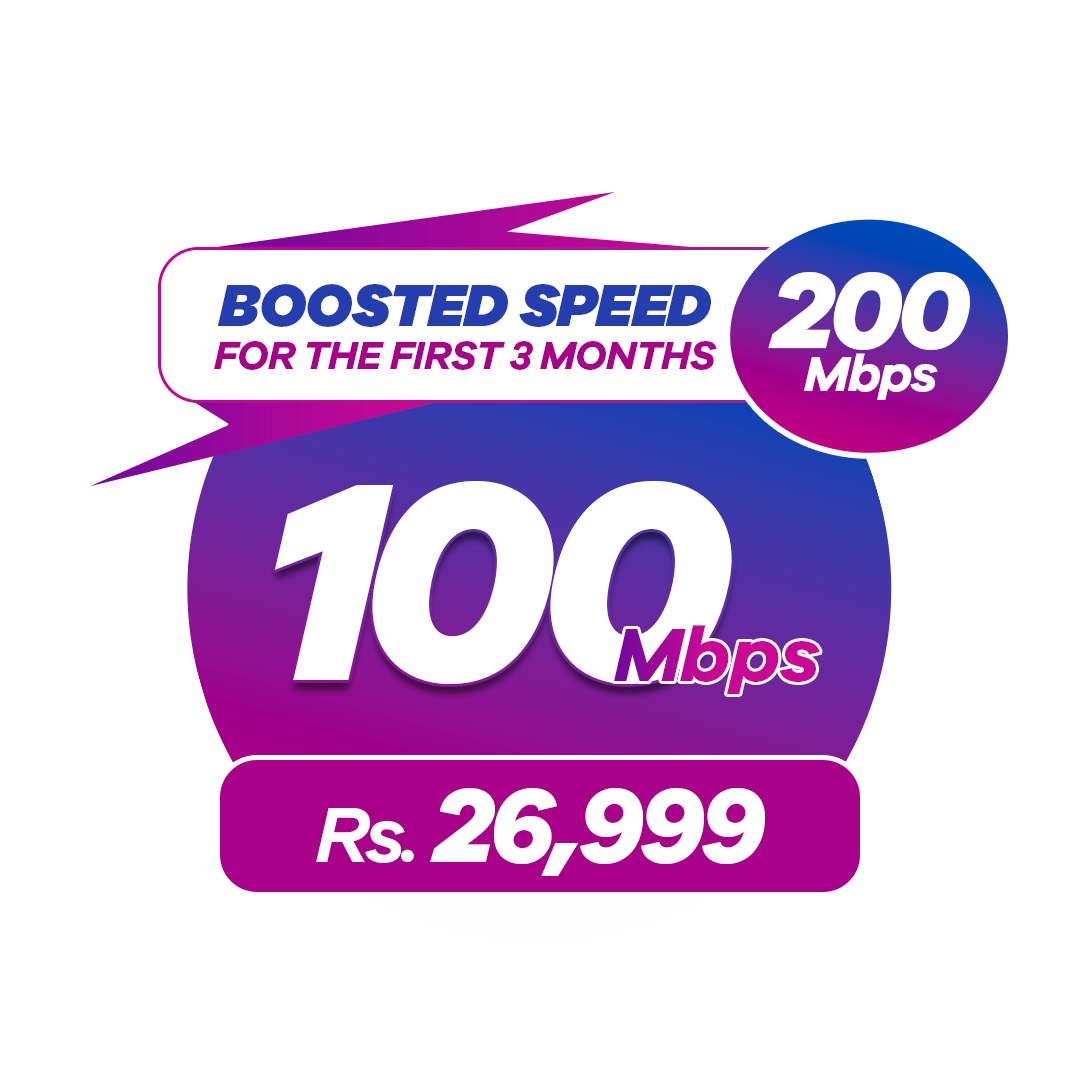 BOOSTED SPEED
FOR THE FIRST 3 MONTHS
200
Mbps
100
Mbps
Rs. 26,999